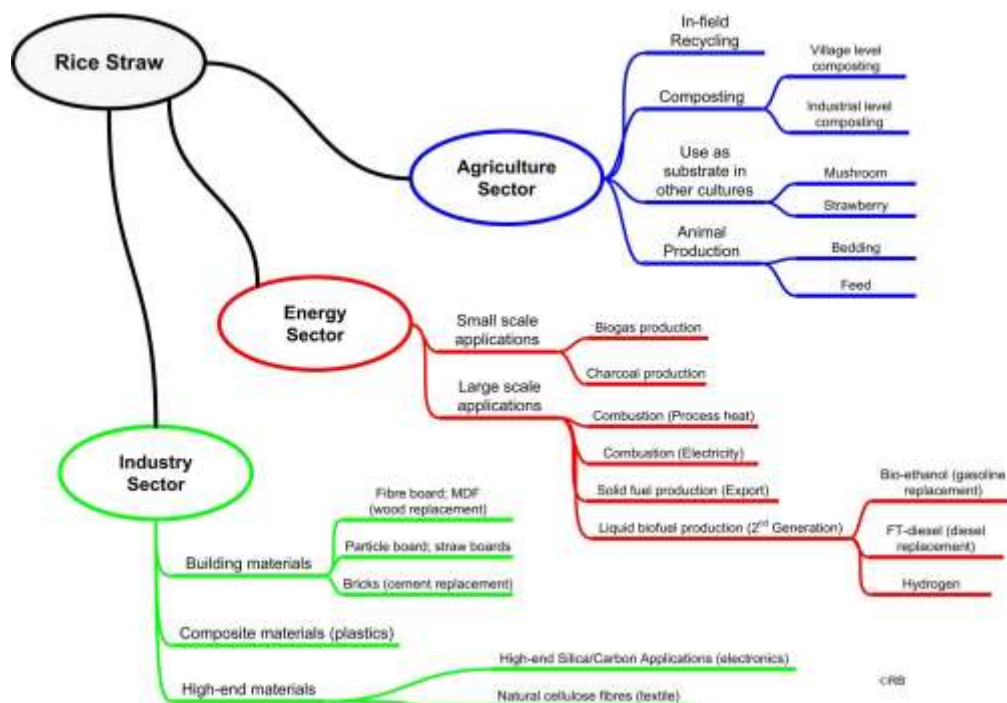 Rice Straw
Agriculture
Sector
In-field
Recycling
Composting
Village level
composting
Industrial level
composting
Use as
substrate in
other cultures
Mushroom
Strawberry
Animal
Production
Bedding
Feed
Energy
Sector
Small scale
applications
Biogas production
Charcoal production
Large scale
applications
Combustion (Process heat)
Combustion (Electricity)
Solid fuel production (Export)
Liquid biofuel production (2nd Generation)
Bio-ethanol (gasoline
replacement)
FT-diesel (diesel
replacement)
Hydrogen
Industry
Sector
Building materials
Fibre board; MDF
(wood replacement)
Particle board; straw boards
Bricks (cement replacement)
Composite materials (plastics)
High-end materials
High-end Silica/Carbon Applications (electronics)
Natural cellulose fibres (textile)
©RB